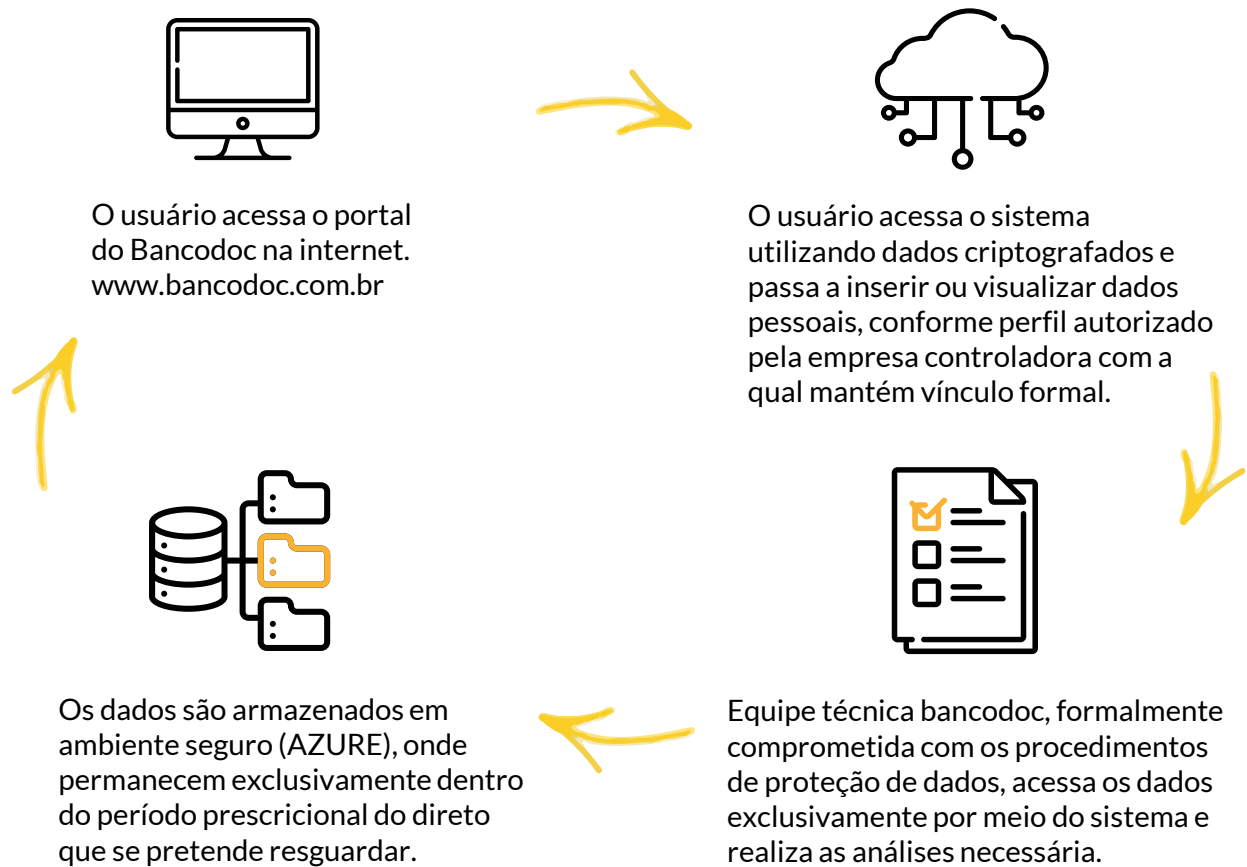 O usuário acessa o portal
do Bancodoc na internet.
www.bancodoc.com.br
O usuário acessa o sistema
utilizando dados criptografados e
passa a inserir ou visualizar dados
pessoais, conforme perfil autorizado
pela empresa controladora com a
qual mantém vínculo formal.
Equipe técnica bancodoc, formalmente
comprometida com os procedimentos
de proteção de dados, acessa os dados
exclusivamente por meio do sistema e
realiza as análises necessária.
Os dados são armazenados em
ambiente seguro (AZURE), onde
permanecem exclusivamente dentro
do período prescricional do direto
que se pretende resguardar.